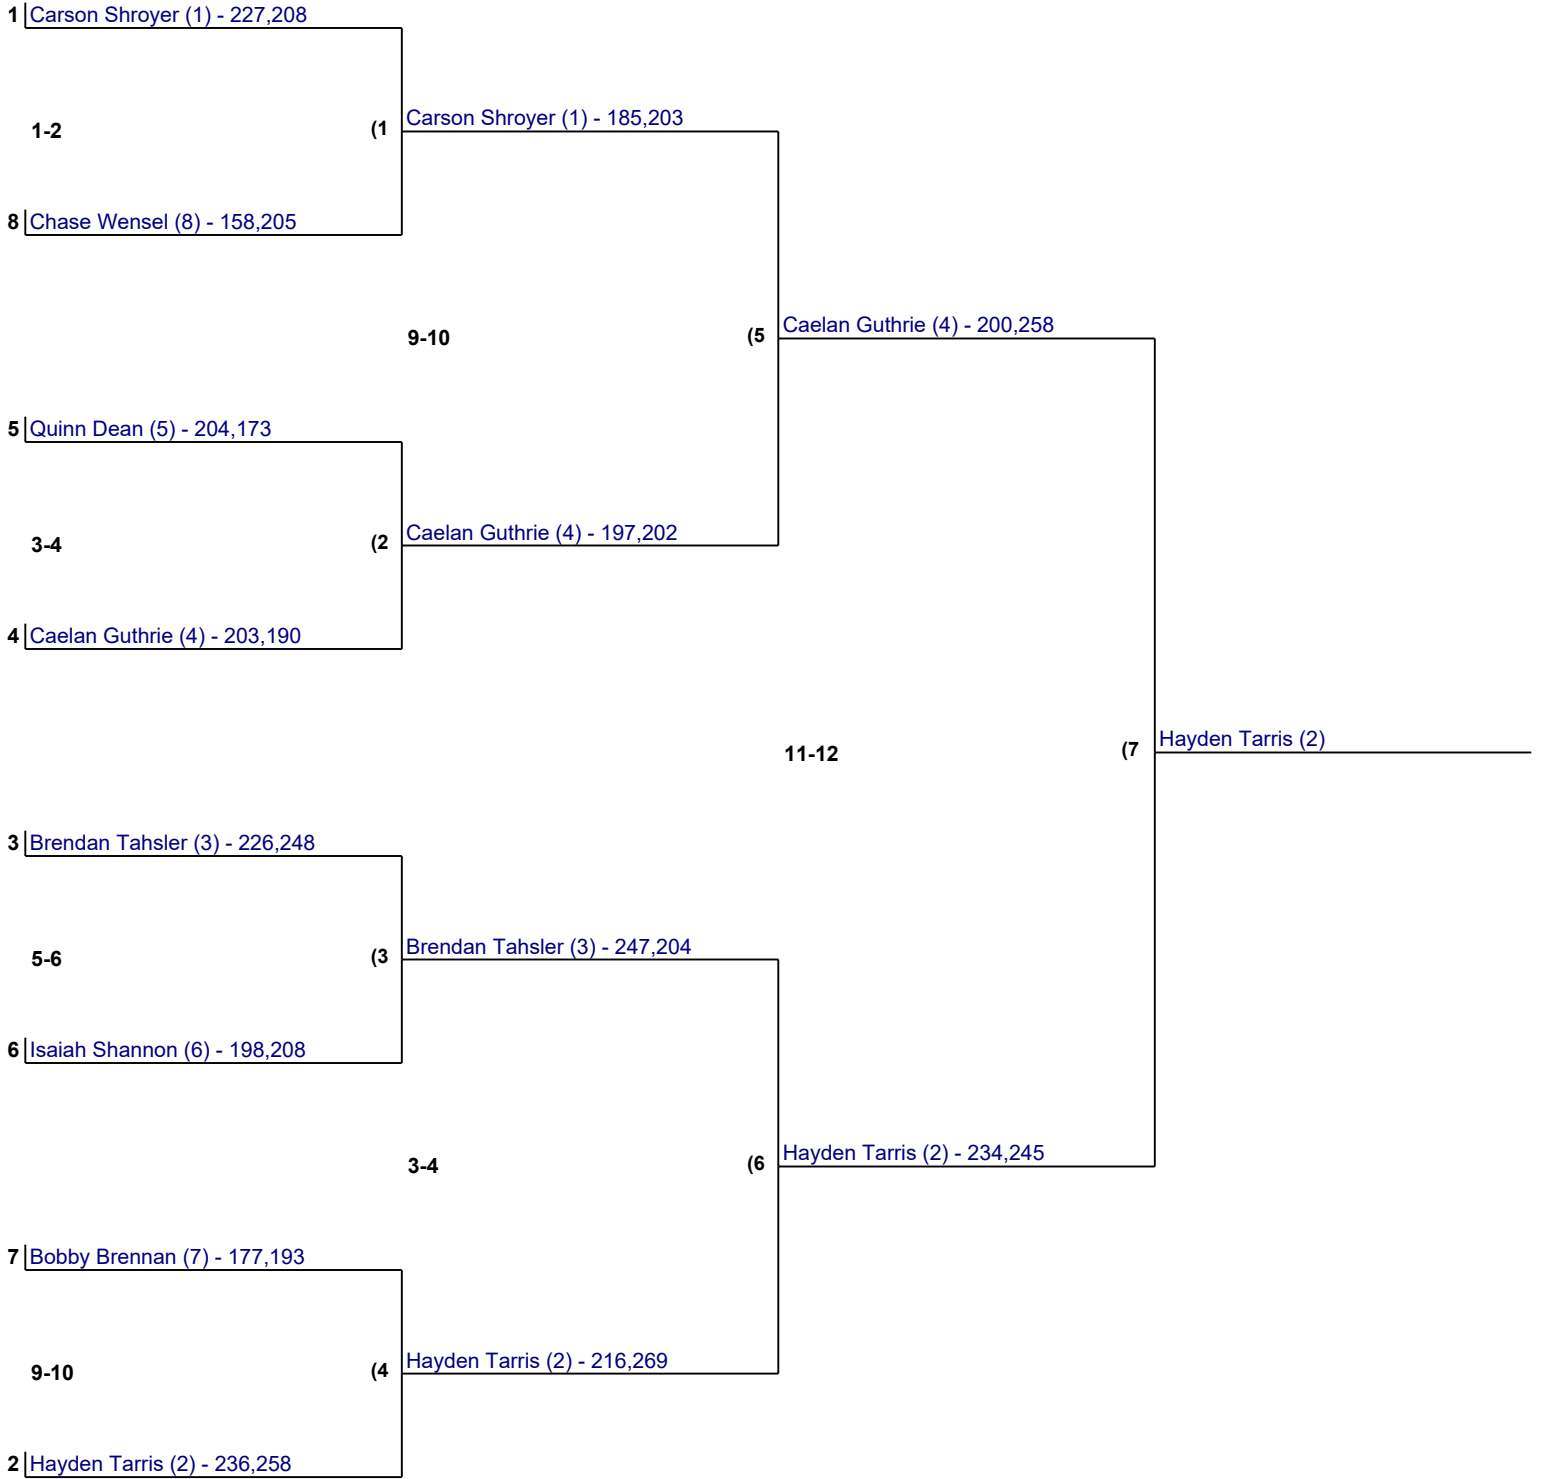 1 Carson Shroyer (1) - 227,208
1-2
(1
Carson Shroyer (1) - 185,203
8 Chase Wensel (8) - 158,205
9-10
(5
Caelan Guthrie (4) - 200,258
5 Quinn Dean (5) - 204,173
3-4
(2
Caelan Guthrie (4) - 197,202
4 Caelan Guthrie (4) - 203,190
11-12
(7
Hayden Tarris (2)
3 Brendan Tahsler (3) - 226,248
5-6
(3
Brendan Tahsler (3) - 247,204
6 Isaiah Shannon (6) - 198,208
3-4
(6
Hayden Tarris (2) - 234,245
7 Bobby Brennan (7) - 177,193
9-10
(4
Hayden Tarris (2) - 216,269
2 Hayden Tarris (2) - 236,258